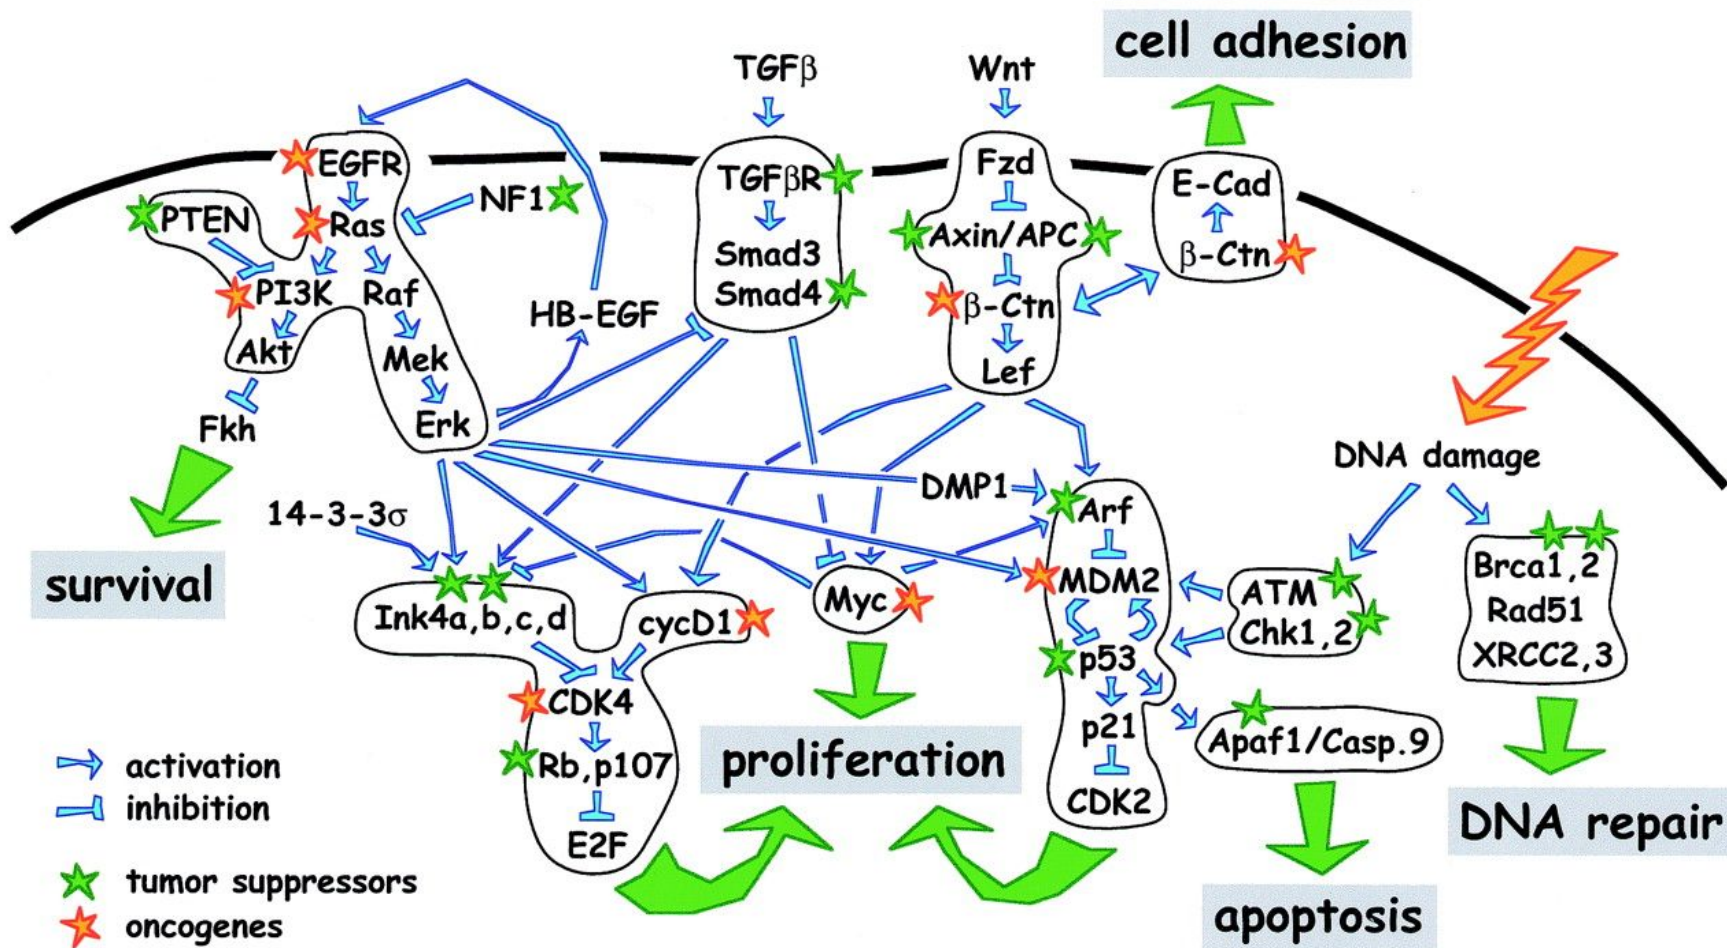 cell adhesion
TGFβ
Wnt
EGFR
NF1
PTEN
Ras
PI3K
Raf
Akt
Mek
Fkh
Erk
HB-EGF
TGFβR
Smad3
Smad4
Fzd
Axin/APC
β-Ctn
Lef
E-Cad
β-Ctn
DNA damage
survival
14-3-3σ
DMP1
Ink4a,b,c,d
cycD1
CDK4
Rb,p107
E2F
Myc
proliferation
Arf
MDM2
p53
p21
CDK2
ATM
Chk1,2
Apaf1/Casp.9
apoptosis
Brca1,2
Rad51
XRCC2,3
DNA repair
activation
inhibition
tumor suppressors
oncogenes